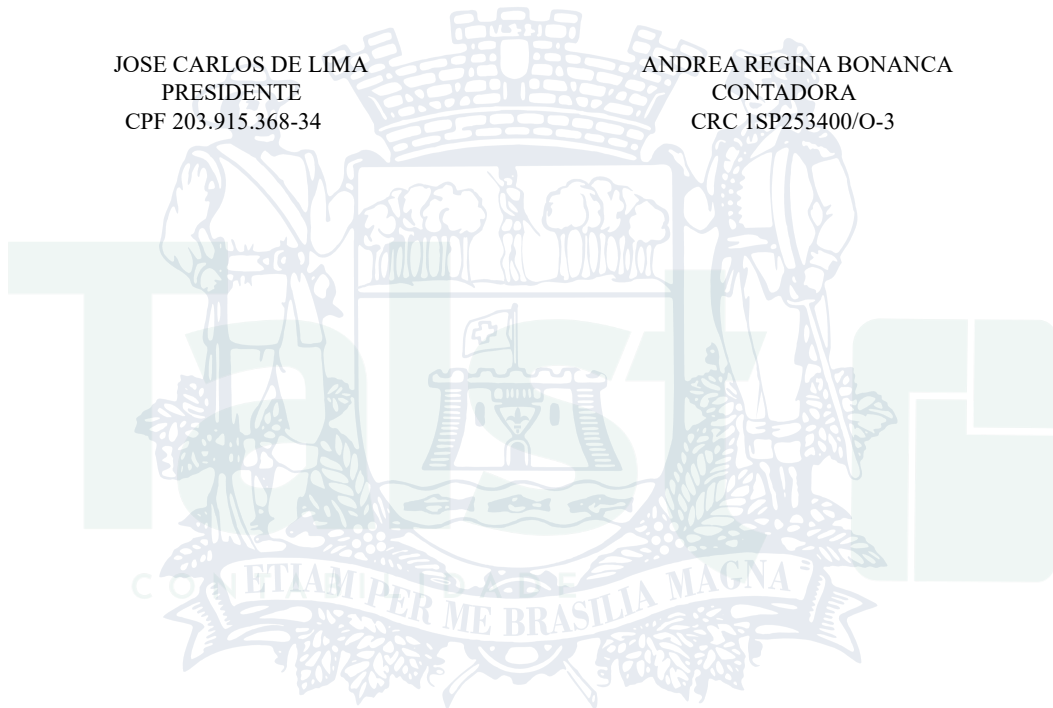 JOSE CARLOS DE LIMA
PRESIDENTE
CPF 203.915.368-34
ANDREA REGINA BONANCA
CONTADORA
CRC 1SP253400/O-3
CONTABILIDADE
ETIAM PER ME BRASILIA MAGNA